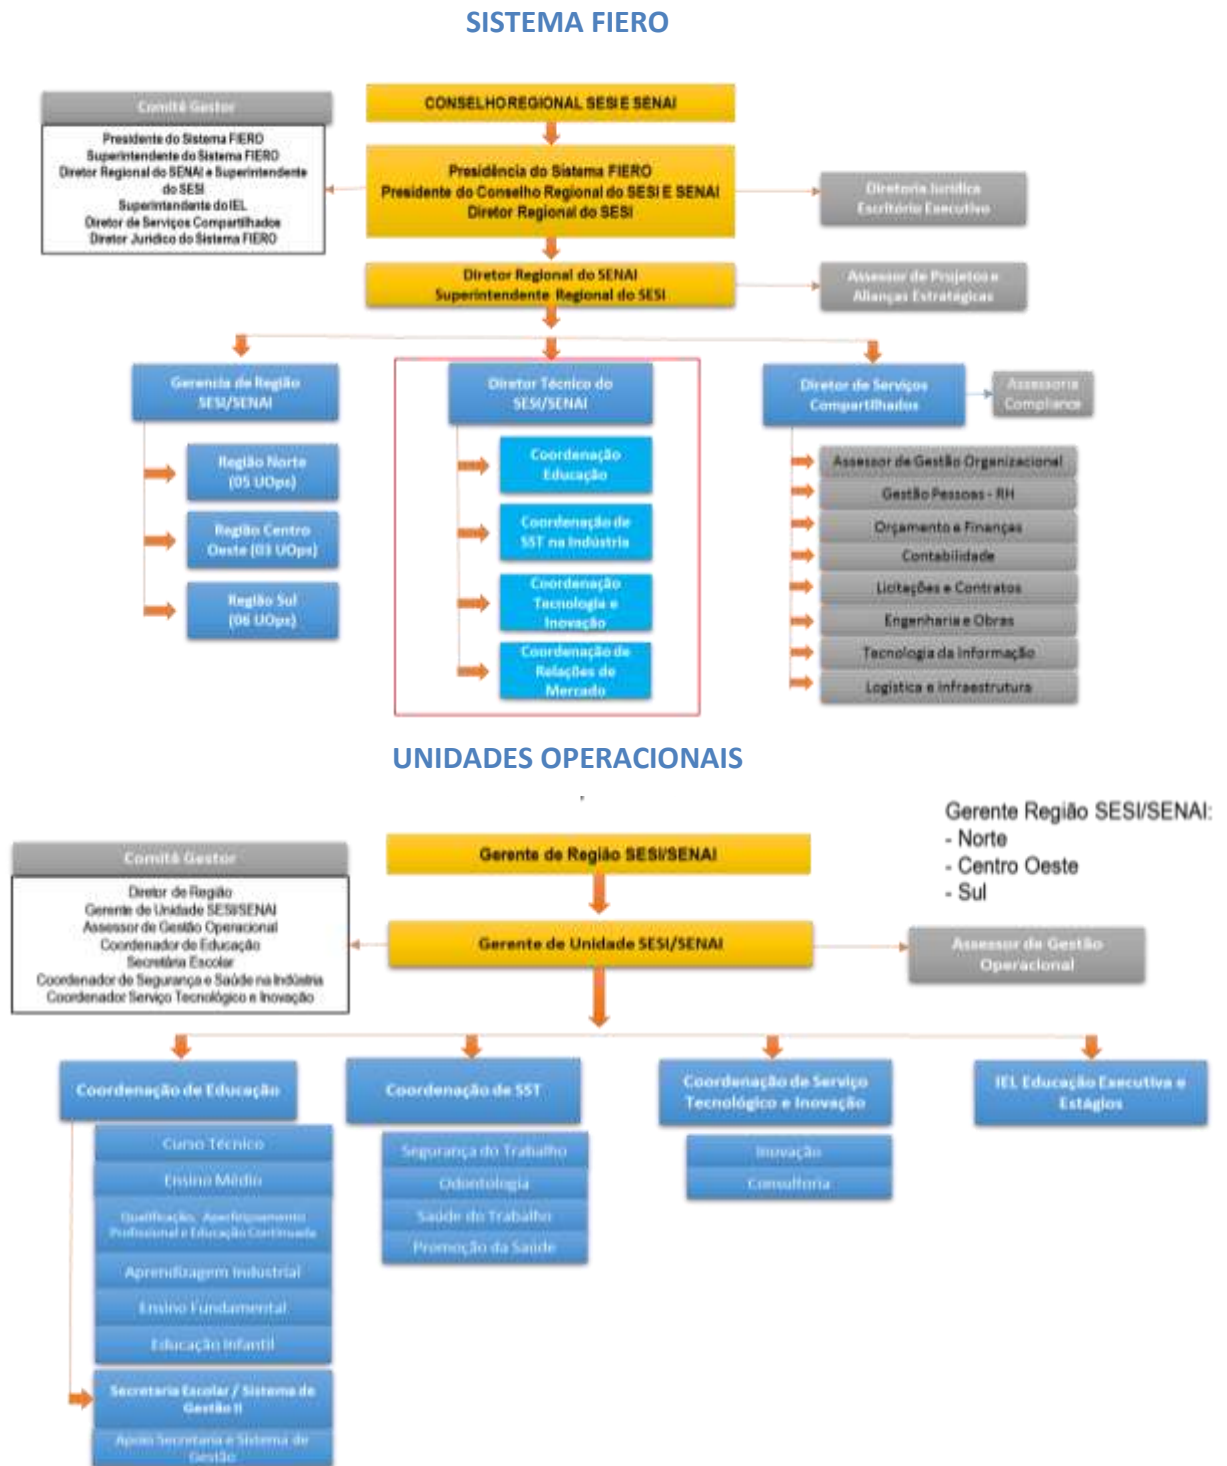 SISTEMA FIERO
Comitê Gestor
Presidente do Sistema FIERO
Superintendente do Sistema FIERO
Diretor Regional do SENAI e Superintendente
do SESI
Superintendente do IEL
Diretor de Serviços Compartilhados
Diretor Jurídico do Sistema FIERO
CONSELHO REGIONAL SESI E SENAI
Presidência do Sistema FIERO
Presidente do Conselho Regional do SESI E SENAI
Diretor Regional do SESI
Diretoria Jurídica
Escritório Executivo
Diretor Regional do SENAI
Superintendente Regional do SESI
Assessor de Projetos e
Alianças Estratégicas
Gerencia de Região
SESI/SENAI
Região Norte
(05 UOps)
Região Centro
Oeste (03 UOps)
Região Sul
(06 UOps)
Diretor Técnico do
SESI/SENAI
Coordenação
Educação
Coordenação de
SST na Indústria
Coordenação
Tecnologia e
Inovação
Coordenação de
Relações de
Mercado
Diretor de Serviços
Compartilhados
Assessoria
Compliance
Assessor de Gestão Organizacional
Gestão Pessoas - RH
Orçamento e Finanças
Contabilidade
Licitações e Contratos
Engenharia e Obras
Tecnologia da Informação
Logística e Infraestrutura
UNIDADES OPERACIONAIS
Gerente Região SESI/SENAI:
- Norte
- Centro Oeste
- Sul
Comitê Gestor
Diretor de Região
Gerente de Unidade SESI/SENAI
Assessor de Gestão Operacional
Coordenador de Educação
Secretária Escolar
Coordenador de Segurança e Saúde na Indústria
Coordenador Serviço Tecnológico e Inovação
Gerente de Região SESI/SENAI
Gerente de Unidade SESI/SENAI
Assessor de Gestão
Operacional
Coordenação de Educação
Curso Técnico
Ensino Médio
Qualificação, Aperfeiçoamento
Profissional e Educação Continuada
Aprendizagem Industrial
Ensino Fundamental
Educação Infantil
Secretaria Escolar / Sistema de
Gestão II
Apoio Secretaria e Sistema de
Gestão
Coordenação de SST
Segurança do Trabalho
Odontologia
Saúde do Trabalho
Promoção da Saúde
Coordenação de Serviço
Tecnológico e Inovação
Inovação
Consultoria
IEL Educação Executiva e
Estágios